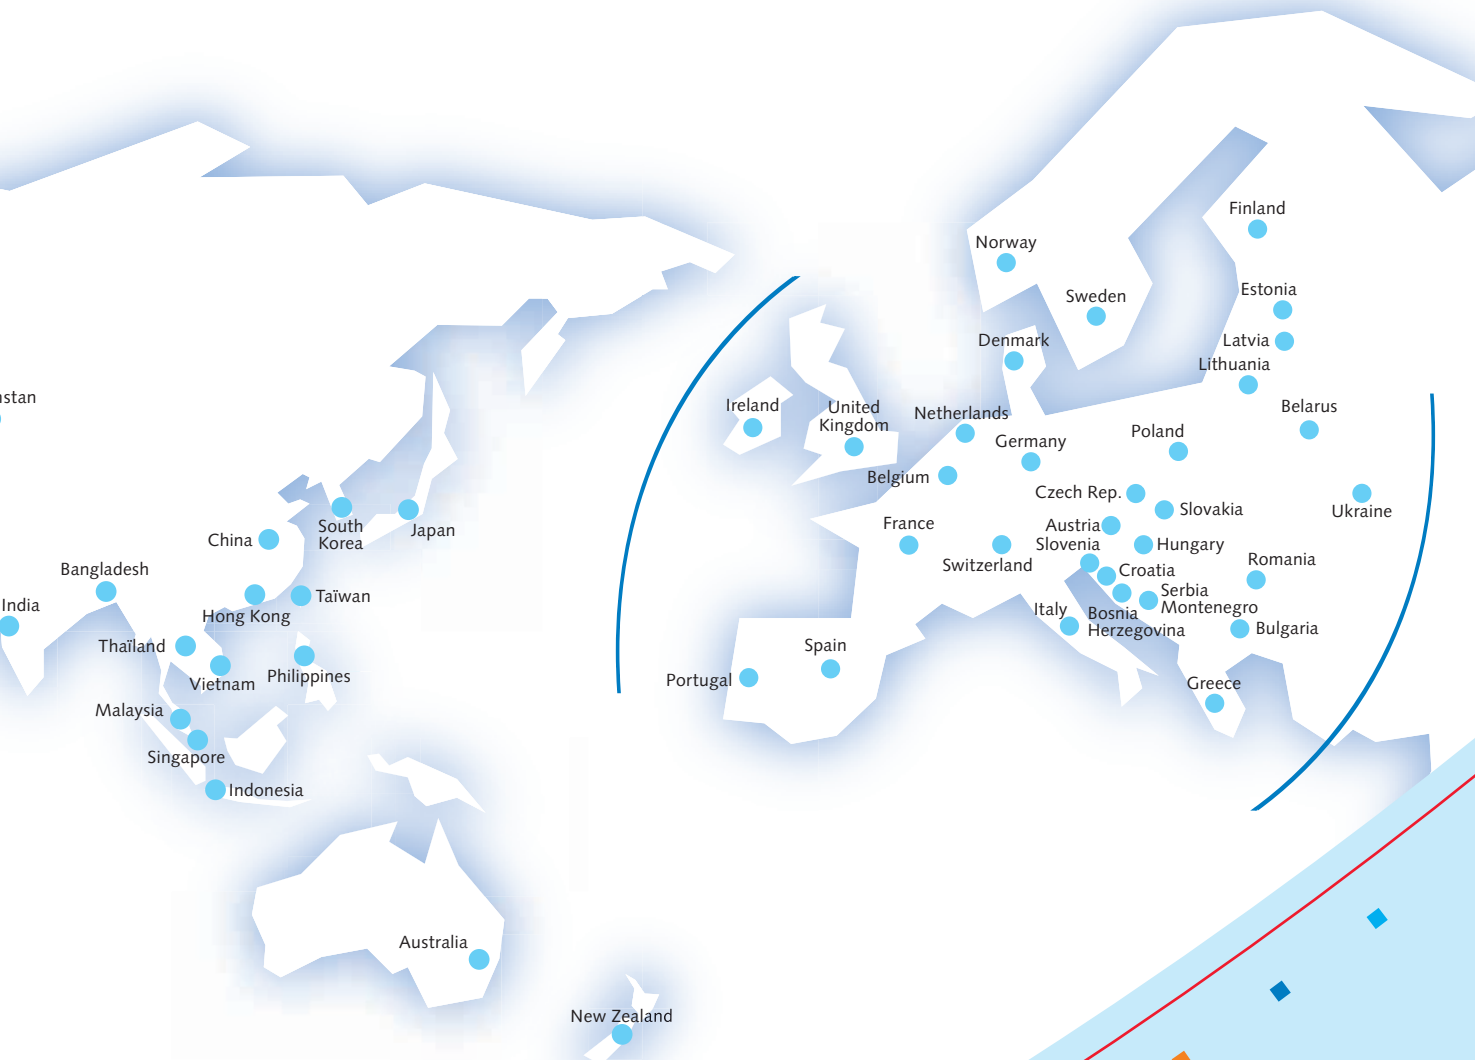 Finland
Norway
Estonia
Sweden
Denmark
Latvia
Lithuania
stan
Ireland
United
Kingdom
Netherlands
Belarus
Germany
Poland
Belgium
Czech Rep.
Slovakia
Ukraine
South
Korea
Japan
China
France
Austria
Slovenia
Hungary
Switzerland
Croatia
Romania
Bangladesh
India
Hong Kong
Taïwan
Italy
Bosnia
Herzegovina
Serbia
Montenegro
Bulgaria
Thaïland
Vietnam
Philippines
Spain
Portugal
Greece
Malaysia
Singapore
Indonesia
Australia
New Zealand